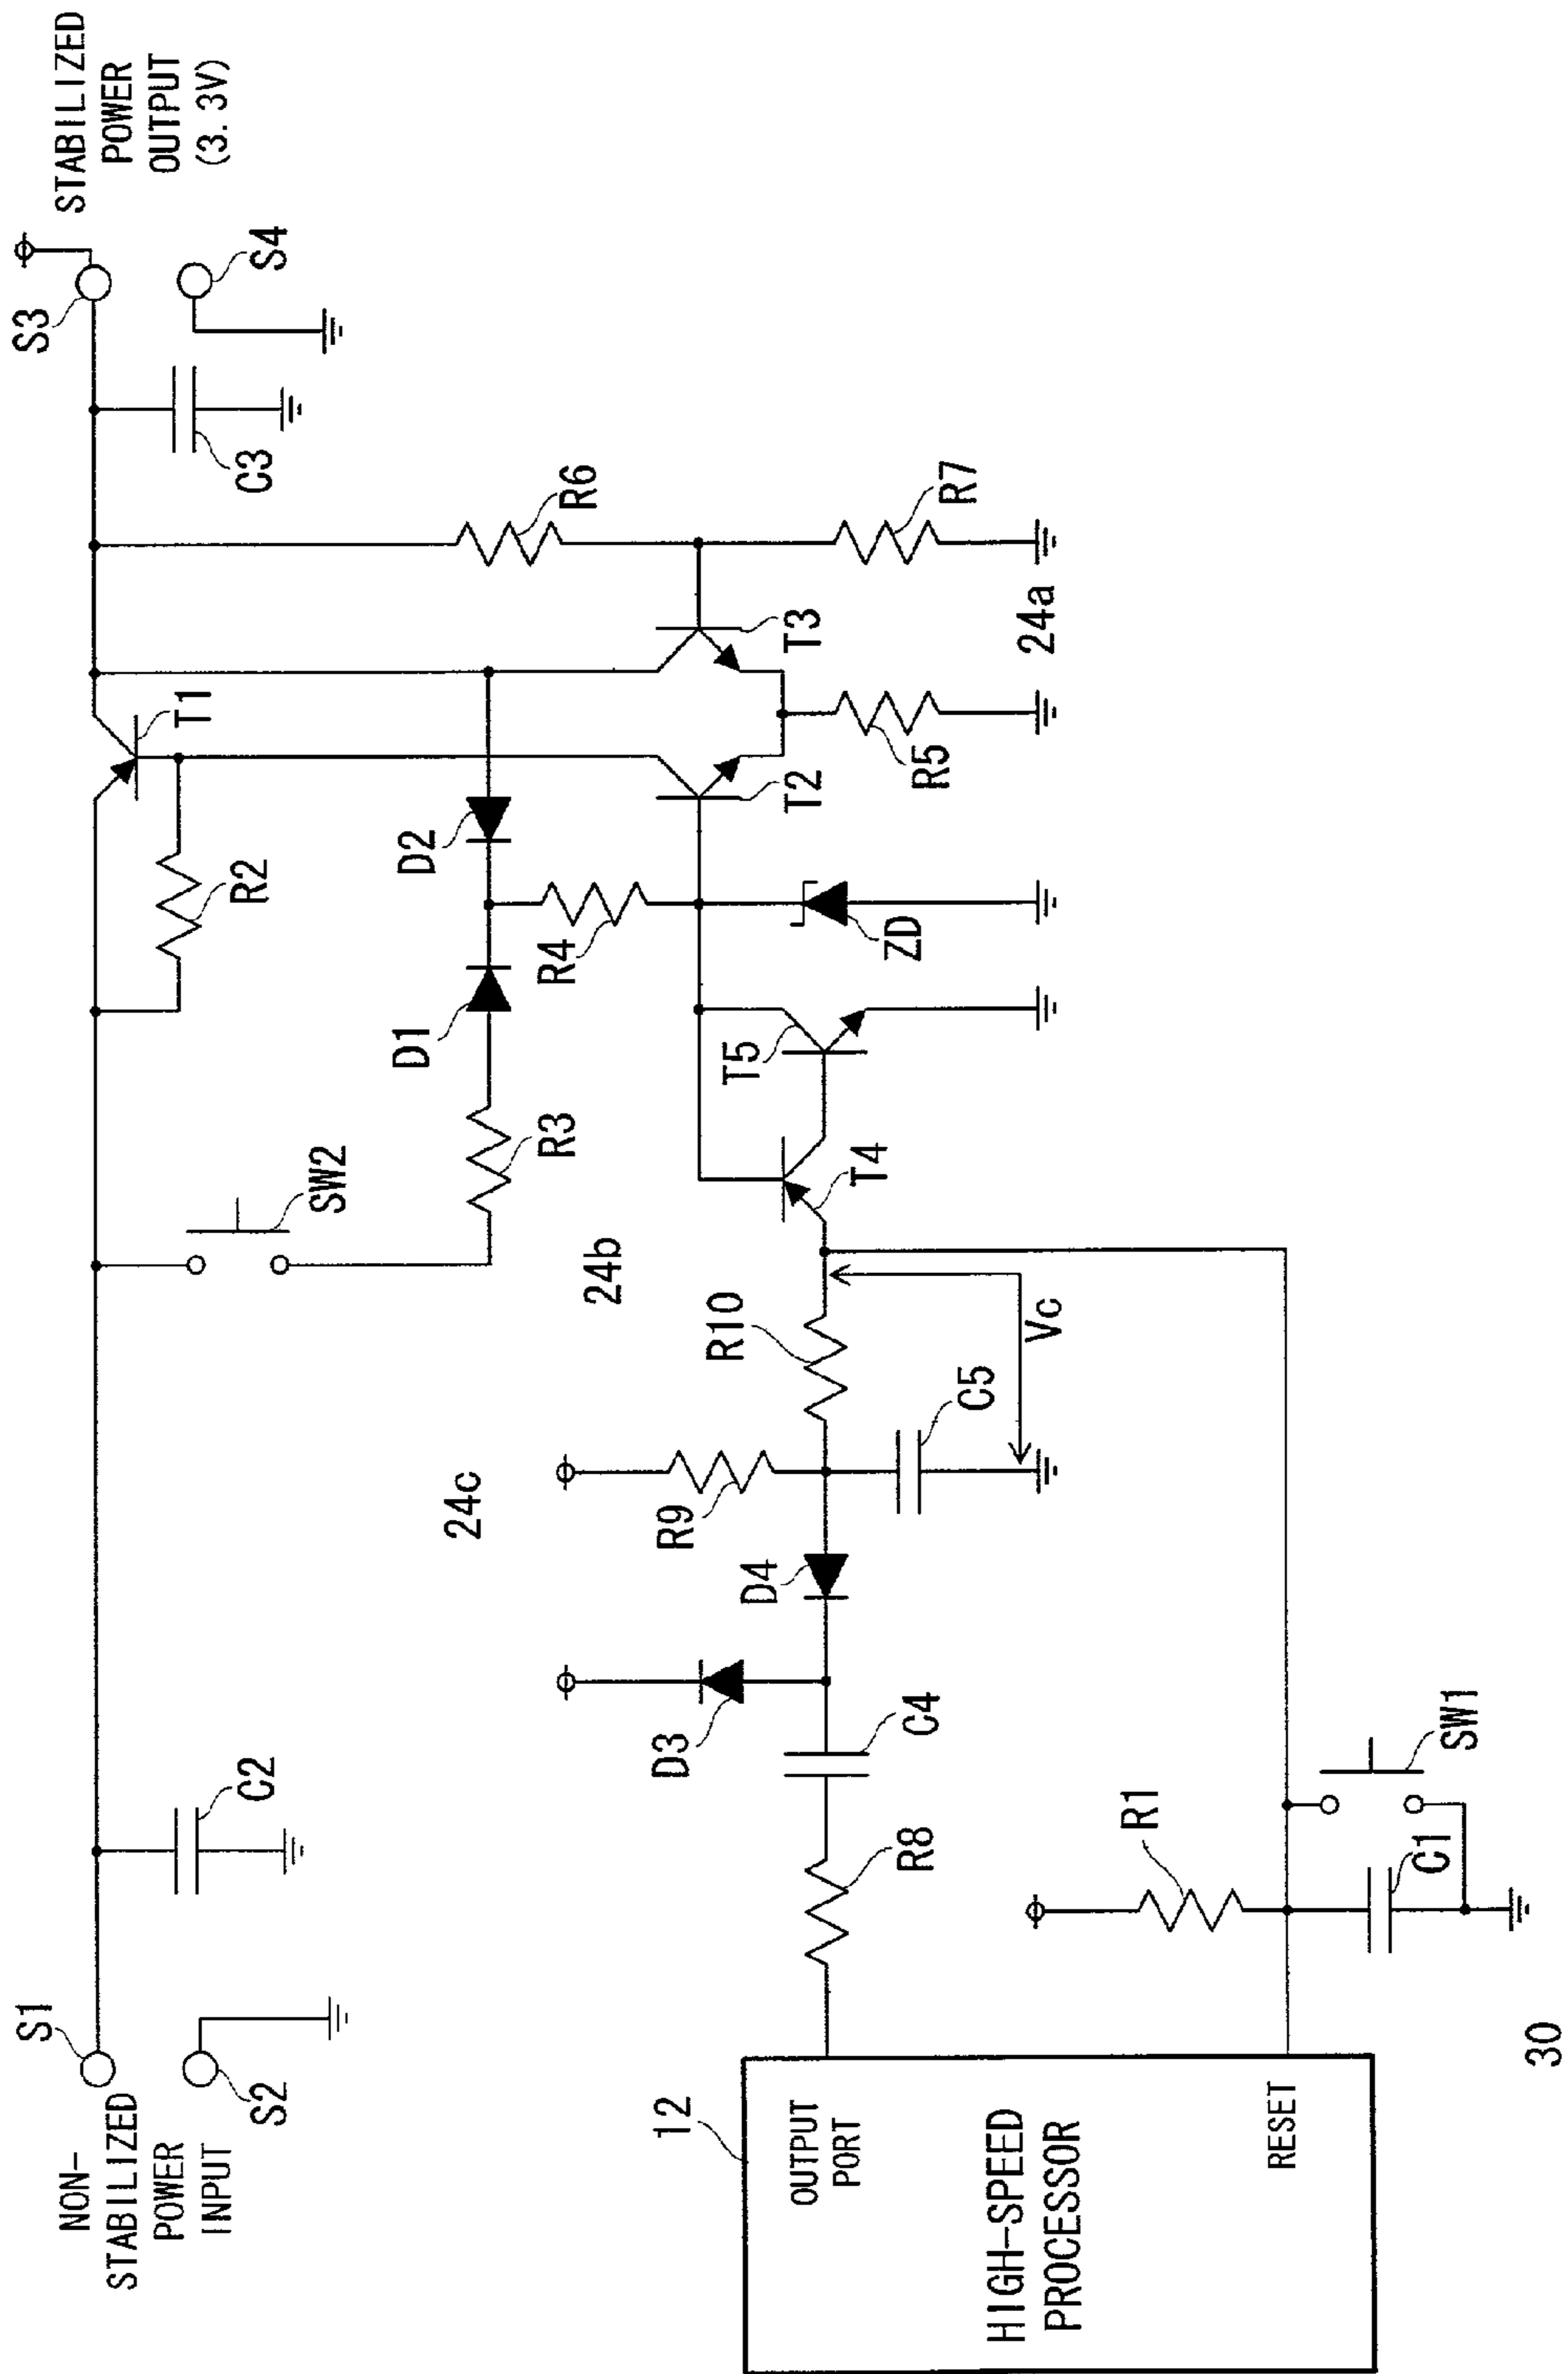 NON-
STABILIZED
POWER
INPUT
S1
S2
C2
SW2
R2
T1
S3
STABILIZED
POWER
OUTPUT
(3.3V)
S4
C3
R3
D1
D2
R4
R6
24c
24b
D3
R9
R10
T5
ZD
T2
T3
R5
R7
24a
12
OUTPUT
PORT
R8
C4
D4
C5
T4
Vc
HIGH-SPEED
PROCESSOR
RESET
R1
C1
SW1
30